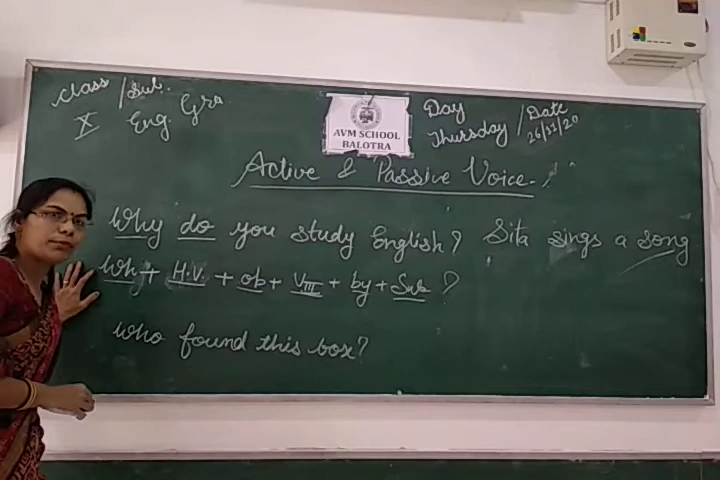 Class / Sub.
X Eng. Gra
AVM SCHOOL
BALOTRA
Day / Date
Thursday 26/11/20
Active & Passive Voice
Why do you study English? Sita sings a song
Wh + H.V. + ob + VIII + by + Sub ?
Who found this box?